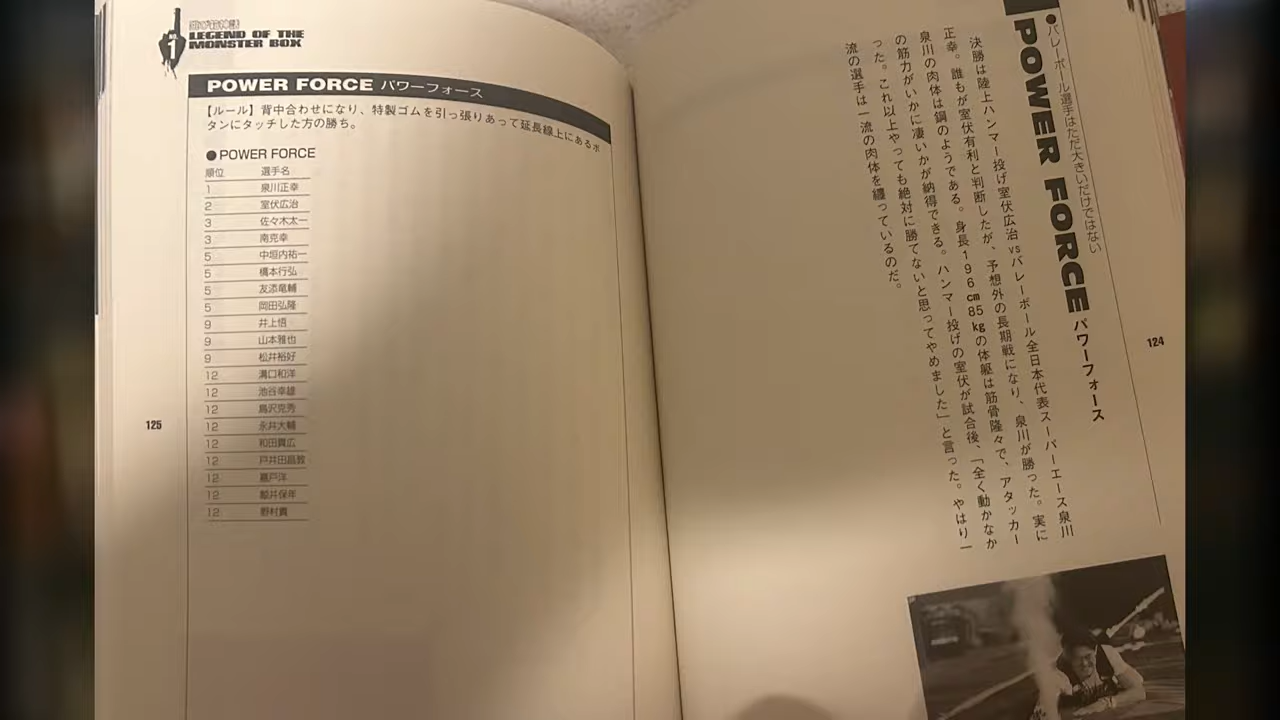 ●バレーボール選手はただ大きいだけではない
POWER FORCE パワーフォース
決勝は陸上ハンマー投げ室伏広治vsバレーボール全日本代表スーパーエース泉川
正幸。誰もが室伏有利と判断したが、予想外の長期戦になり、泉川が勝った。実に
泉川の肉体は鋼のようである。身長196cm85kgの体躯は筋骨隆々で、アタッカー
の筋力がいかに凄いかが納得できる。ハンマー投げの室伏が試合後、「全く動かなか
った。これ以上やっても絶対に勝てないと思ってやめました」と言った。やはり一
流の選手は一流の肉体を纏っているのだ。
124
No.1
LEGEND OF THE
MONSTER BOX
POWER FORCE パワーフォース
【ルール】背中合わせになり、特製ゴムを引っ張りあって延長線上にあるボ
タンにタッチした方の勝ち。
●POWER FORCE
順位 選手名
1 泉川正幸
2 室伏広治
3 佐々木太一
3 南克幸
5 中垣内祐一
5 橋本行弘
5 友添竜輔
5 岡田弘隆
9 井上悟
9 山本雅也
9 松井裕好
12 溝口和洋
12 池谷幸雄
12 鳥沢克秀
12 永井大輔
12 和田貴広
12 戸井田昌教
12 嘉戸洋
12 鯨井保年
12 野村貴
125